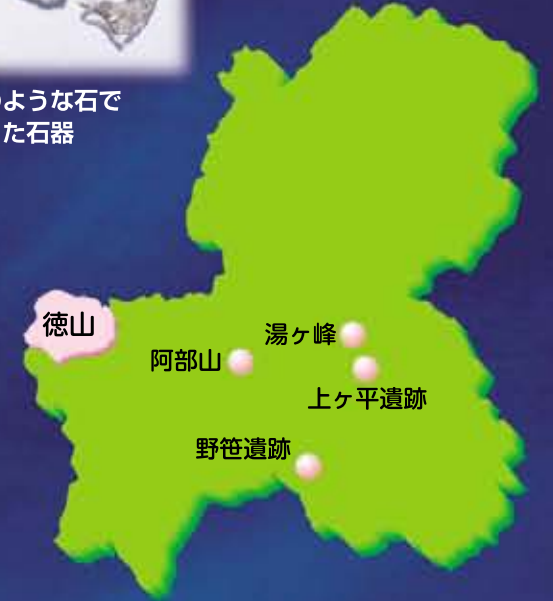 ような石で
た石器
徳山
湯ヶ峰
阿部山
上ヶ平遺跡
野笹遺跡